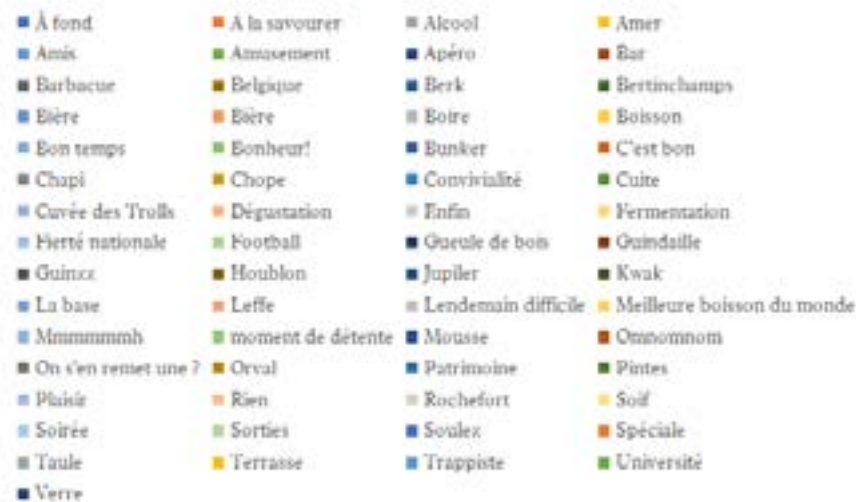 À fond A la savourer Alcool Amer
Amis Amusement Apéro Bar
Barbacue Belgique Berk Bertinchamps
Bière Bière Boire Boisson
Bon temps Bonheur! Bunker C'est bon
Chapi Chope Convivialité Cuite
Cuvée des Trolls Dégustation Enfin Fermentation
Fierté nationale Football Gueule de bois Guindaille
Guinzz Houblon Jupiler Kwak
La base Leffe Lendemain difficile Meilleure boisson du monde
Mmmmmmh moment de détente Mousse Omnomnom
On s'en remet une ? Orval Patrimoine Pintes
Plaisir Rien Rochefort Soif
Soirée Sorties Soulez Spéciale
Taule Terrasse Trappiste Université
Verre